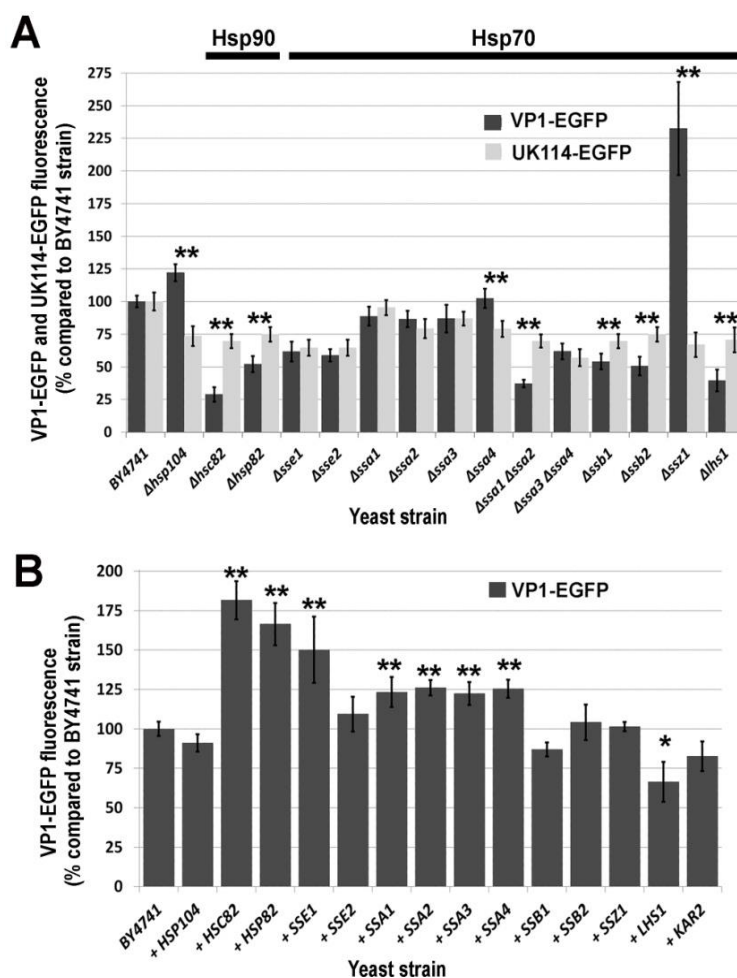 A
Hsp90
Hsp70
VP1-EGFP and UK114-EGFP fluorescence
(% compared to BY4741 strain)
275
250
225
200
175
150
125
100
75
50
25
0
VP1-EGFP
UK114-EGFP
**
**
**
**
**
**
**
**
**
BY4741
Δhsp104
Δhsc82
Δhsp82
Δsse1
Δsse2
Δssa1
Δssa2
Δssa3
Δssa4
Δssa1 Δssa2
Δssa3 Δssa4
Δssb1
Δssb2
Δssz1
Δlhs1
Yeast strain
B
VP1-EGFP fluorescence
(% compared to BY4741 strain)
200
175
150
125
100
75
50
25
0
VP1-EGFP
**
**
**
**
**
**
**
*
BY4741
+ HSP104
+ HSC82
+ HSP82
+ SSE1
+ SSE2
+ SSA1
+ SSA2
+ SSA3
+ SSA4
+ SSB1
+ SSB2
+ SSZ1
+ LHS1
+ KAR2
Yeast strain